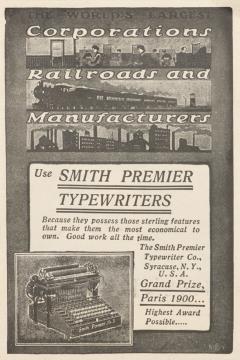 THE WORLD'S LARGEST
Corporations
Railroads and
Manufacturers
Use SMITH PREMIER
TYPEWRITERS
Because they possess those sterling features
that make them the most economical to
own. Good work all the time.
The Smith Premier
Typewriter Co.,
Syracuse, N.Y.,
U. S. A.
Grand Prize,
Paris 1900...
Highest Award
Possible.....